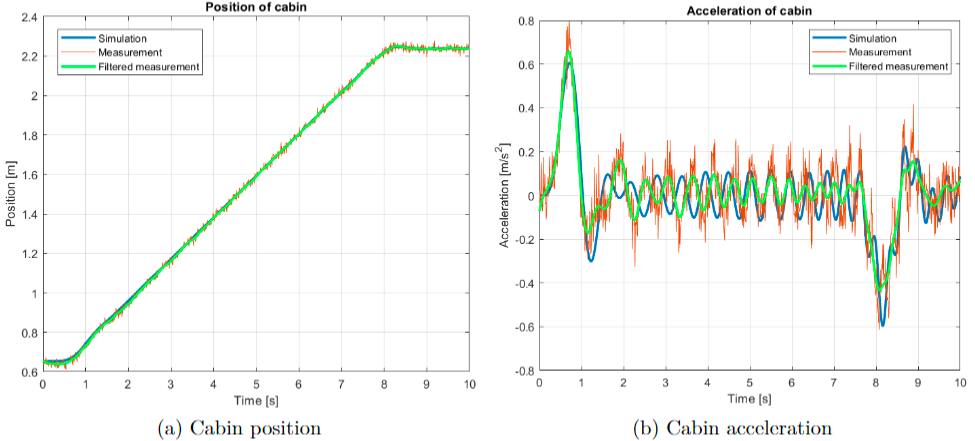 Position of cabin
Simulation
Measurement
Filtered measurement
2.4
2.2
2
1.8
1.6
1.4
1.2
1
0.8
0.6
Position [m]
0 1 2 3 4 5 6 7 8 9 10
Time [s]
(a) Cabin position
Acceleration of cabin
Simulation
Measurement
Filtered measurement
0.8
0.6
0.4
0.2
0
-0.2
-0.4
-0.6
-0.8
Acceleration [m/s²]
0 1 2 3 4 5 6 7 8 9 10
Time [s]
(b) Cabin acceleration